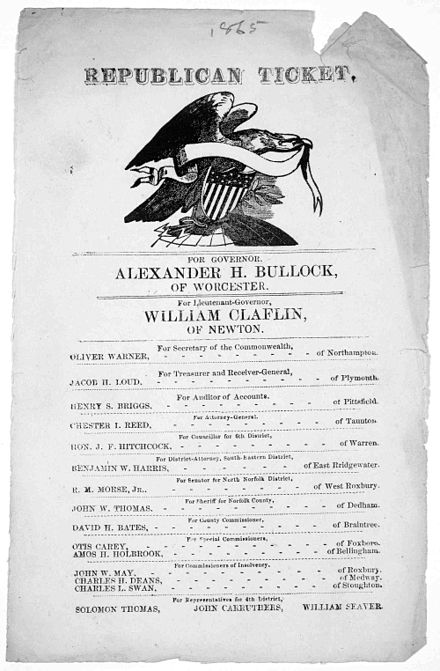 1865
REPUBLICAN TICKET.
FOR GOVERNOR.
ALEXANDER H. BULLOCK,
OF WORCESTER.
For Lieutenant-Governor,
WILLIAM CLAFLIN,
OF NEWTON.
For Secretary of the Commonwealth,
OLIVER WARNER, - - - - - - - - - of Northampton.
For Treasurer and Receiver-General,
JACOB H. LOUD, - - - - - - - - - of Plymouth.
For Auditor of Accounts,
HENRY S. BRIGGS, - - - - - - - - - of Pittsfield.
For Attorney-General,
CHESTER I. REED, - - - - - - - - - of Taunton.
For Councillor for 6th District,
HON. J. F. HITCHCOCK, - - - - - - - - of Warren.
For District-Attorney, South-Eastern District,
BENJAMIN W. HARRIS, - - - - - - - of East Bridgewater.
For Senator for North Norfolk District,
R. M. MORSE, JR., - - - - - - - - of West Roxbury.
For Sheriff for Norfolk County,
JOHN W. THOMAS, - - - - - - - - - of Dedham.
For County Commissioner,
DAVID H. BATES, - - - - - - - - - of Braintree.
For Special Commissioners,
OTIS CAREY, - - - - - - - - - of Foxboro.
AMOS H. HOLBROOK, - - - - - - - - of Bellingham.
For Commissioners of Insolvency,
JOHN W. MAY, - - - - - - - - - of Roxbury.
CHARLES H. DEANS, - - - - - - - - of Medway.
CHARLES L. SWAN, - - - - - - - - of Stoughton.
For Representatives for 4th District,
SOLOMON THOMAS, JOHN CARRUTHERS, WILLIAM SEAVER.